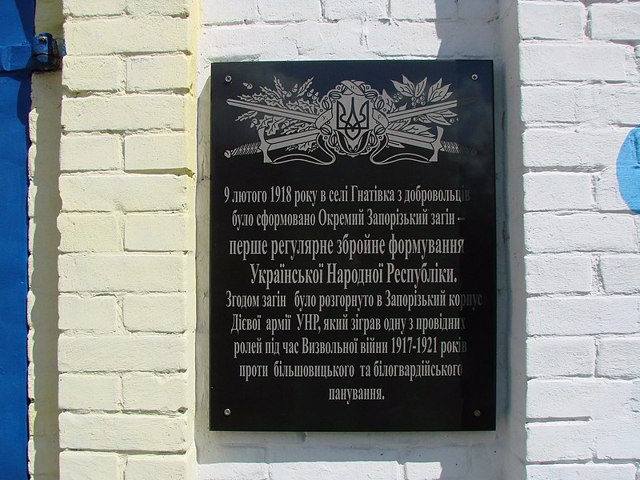 9 лютого 1918 року в селі Гнатівка з добровольців
було сформовано Окремий Запорізький загін –
перше регулярне збройне формування
Української Народної Республіки.
Згодом загін було розгорнуто в Запорізький корпус
Дієвої армії УНР, який зіграв одну з провідних
ролей під час Визвольної війни 1917-1921 років
проти більшовицького та білогвардійського
панування.